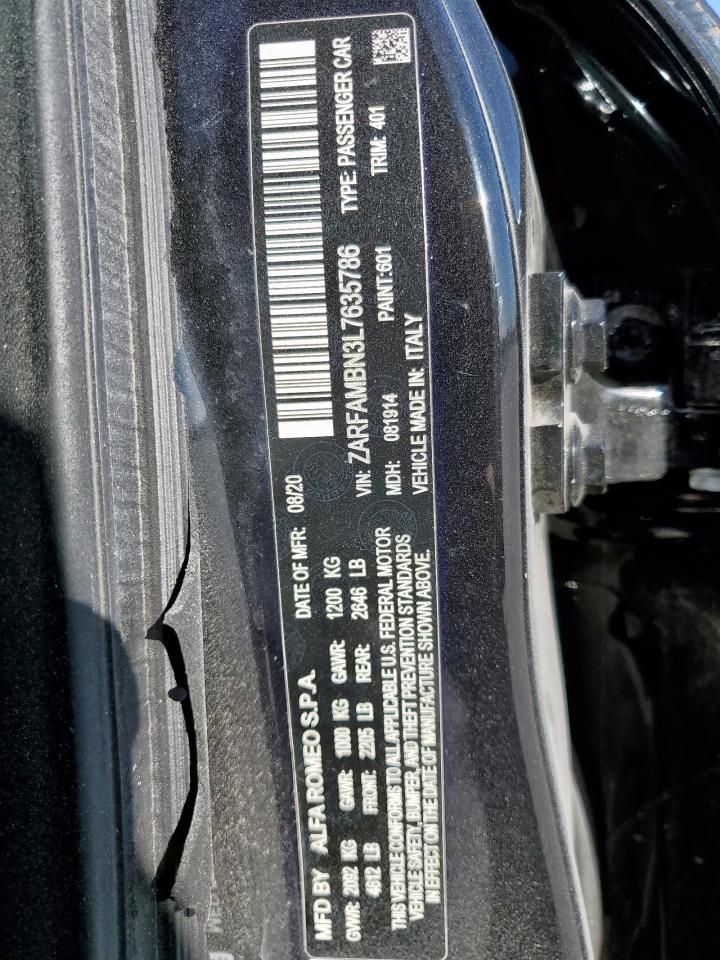 MFD BY ALFA ROMEO S.P.A. DATE OF MFR: 08/20
GVWR: 2092 KG GAWR: 1000 KG GAWR: 1200 KG
4612 LB FRONT: 2205 LB REAR: 2646 LB
THIS VEHICLE CONFORMS TO ALL APPLICABLE U.S. FEDERAL MOTOR
VEHICLE SAFETY, BUMPER, AND THEFT PREVENTION STANDARDS
IN EFFECT ON THE DATE OF MANUFACTURE SHOWN ABOVE.
VIN: ZARFAMBN3L7635786 TYPE: PASSENGER CAR
MDH: 081914 PAINT:601 TRIM: 401
VEHICLE MADE IN: ITALY